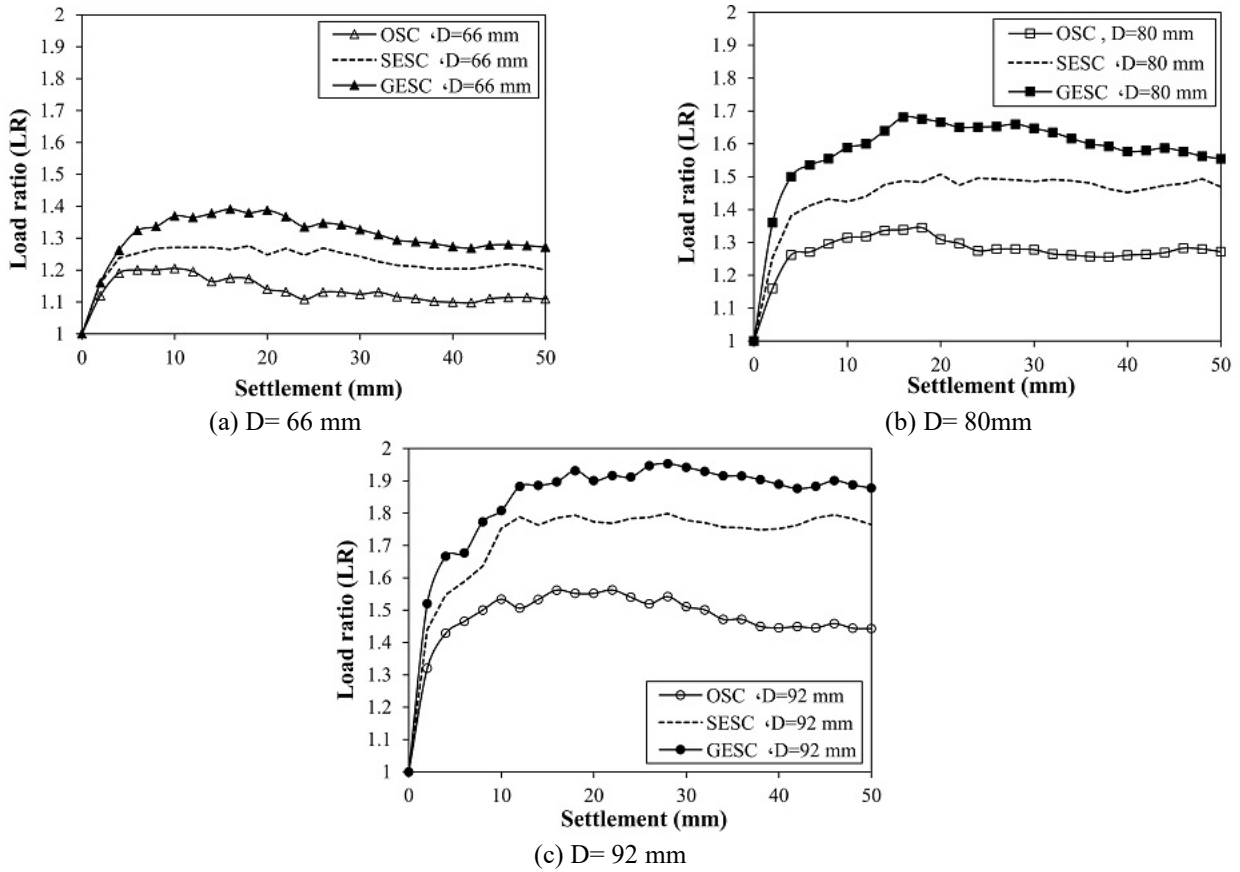 2
1.9
1.8
1.7
1.6
1.5
1.4
1.3
1.2
1.1
1
Load ratio (LR)
OSC ،D=66 mm
SESC ،D=66 mm
GESC ،D=66 mm
0 10 20 30 40 50
Settlement (mm)
(a) D= 66 mm
2
1.9
1.8
1.7
1.6
1.5
1.4
1.3
1.2
1.1
1
Load ratio (LR)
OSC , D=80 mm
SESC ،D=80 mm
GESC ،D=80 mm
0 10 20 30 40 50
Settlement (mm)
(b) D= 80mm
2
1.9
1.8
1.7
1.6
1.5
1.4
1.3
1.2
1.1
1
Load ratio (LR)
OSC ،D=92 mm
SESC ،D=92 mm
GESC ،D=92 mm
0 10 20 30 40 50
Settlement (mm)
(c) D= 92 mm